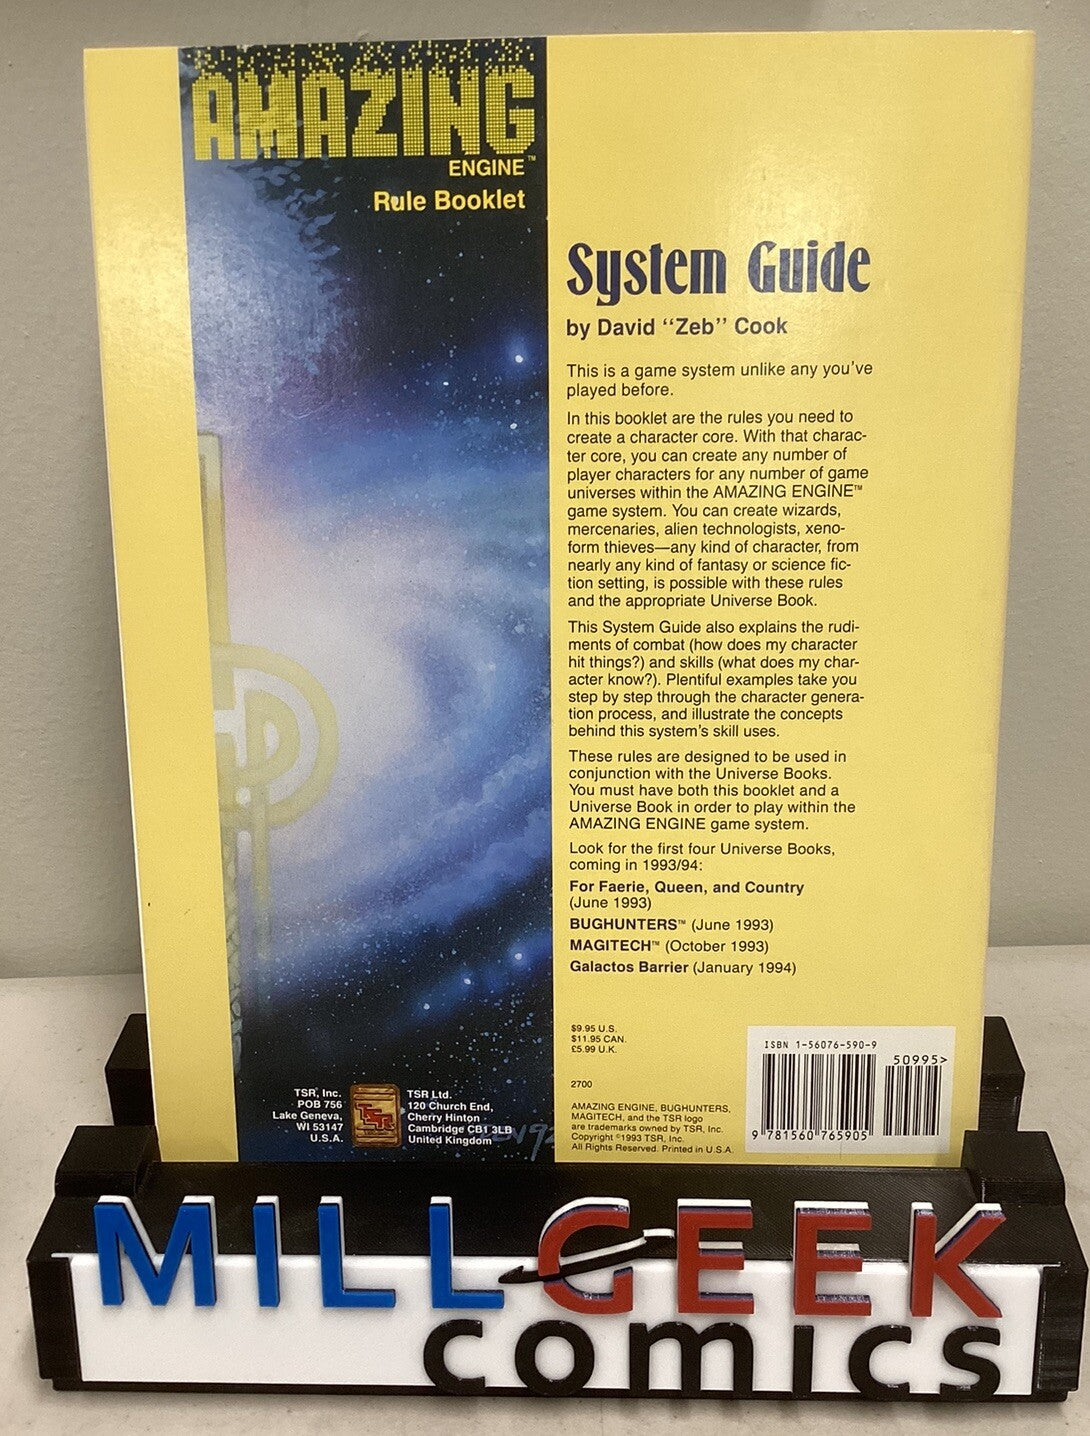 AMAZING
ENGINE™
Rule Booklet
System Guide
by David "Zeb" Cook
This is a game system unlike any you've
played before.
In this booklet are the rules you need to
create a character core. With that charac-
ter core, you can create any number of
player characters for any number of game
universes within the AMAZING ENGINE™
game system. You can create wizards,
mercenaries, alien technologists, xeno-
form thieves—any kind of character, from
nearly any kind of fantasy or science fic-
tion setting, is possible with these rules
and the appropriate Universe Book.
This System Guide also explains the rudi-
ments of combat (how does my character
hit things?) and skills (what does my char-
acter know?). Plentiful examples take you
step by step through the character genera-
tion process, and illustrate the concepts
behind this system's skill uses.
These rules are designed to be used in
conjunction with the Universe Books.
You must have both this booklet and a
Universe Book in order to play within the
AMAZING ENGINE game system.
Look for the first four Universe Books,
coming in 1993/94:
For Faerie, Queen, and Country
(June 1993)
BUGHUNTERS™ (June 1993)
MAGITECH™ (October 1993)
Galactos Barrier (January 1994)
$9.95 U.S.
$11.95 CAN.
£5.99 U.K.
2700
AMAZING ENGINE, BUGHUNTERS,
MAGITECH, and the TSR logo
are trademarks owned by TSR, Inc.
Copyright ©1993 TSR, Inc.
All Rights Reserved. Printed in U.S.A.
ISBN 1-56076-590-9
50995>
9 781560 765905
TSR, Inc.
POB 756
Lake Geneva,
WI 53147
U.S.A.
TSR
TSR Ltd.
120 Church End,
Cherry Hinton
Cambridge CB1 3LB
United Kingdom
MILLGEEK
comics